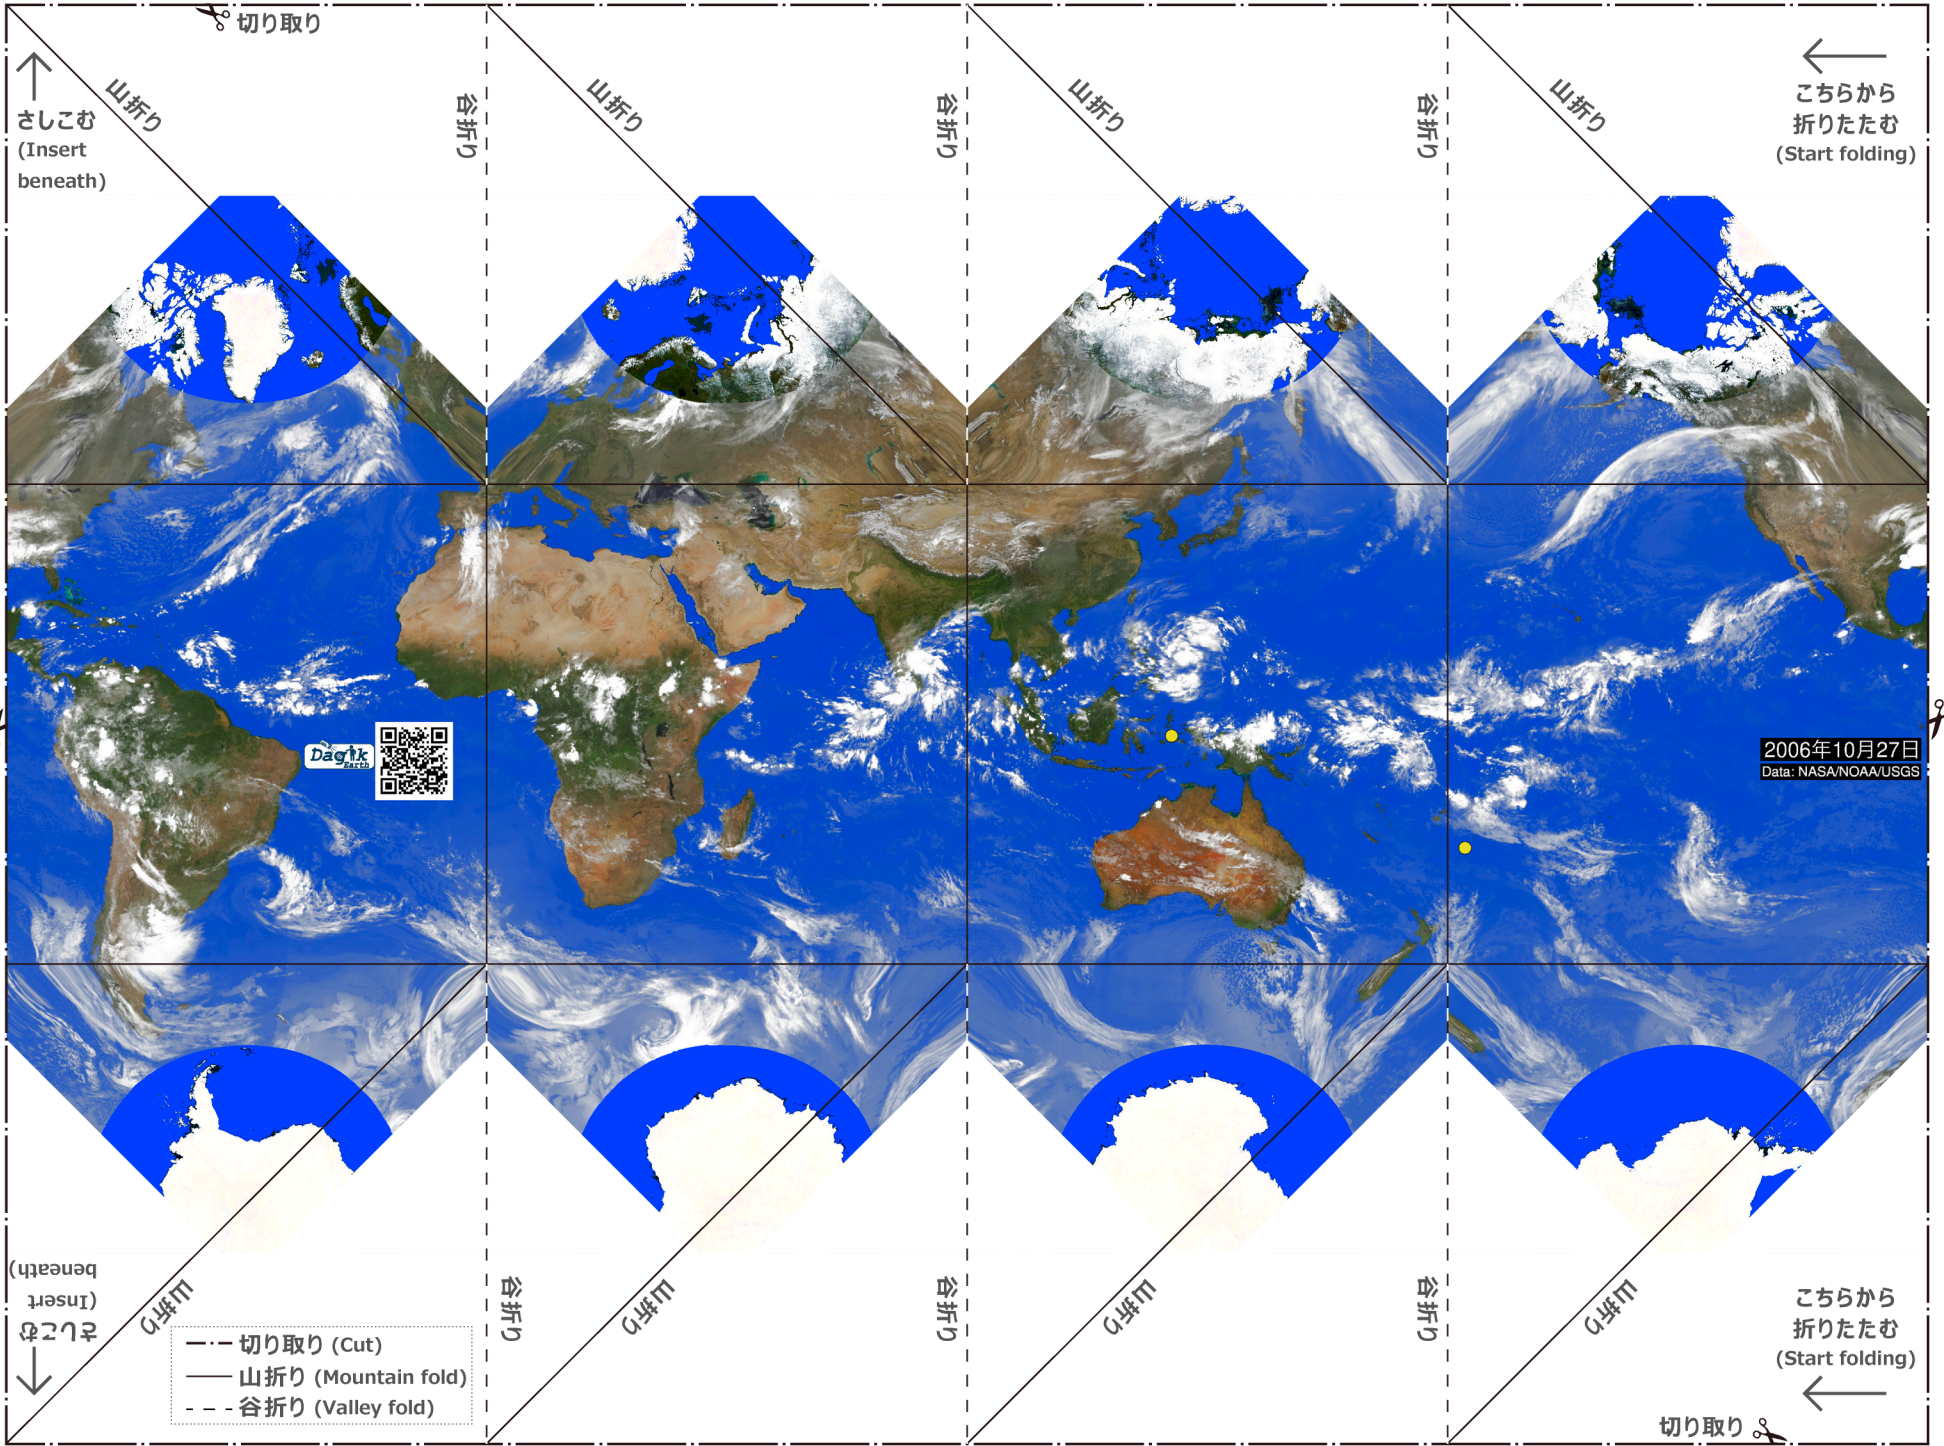 切り取り
山折り
谷折り
山折り
谷折り
山折り
谷折り
山折り
さしこむ
(Insert
beneath)
こちらから
折りたたむ
(Start folding)
Dagik
Earth
2006年10月27日
Data: NASA/NOAA/USGS
さしこむ
(Insert
beneath)
山折り
谷折り
山折り
谷折り
山折り
谷折り
山折り
こちらから
折りたたむ
(Start folding)
切り取り (Cut)
山折り (Mountain fold)
谷折り (Valley fold)
切り取り